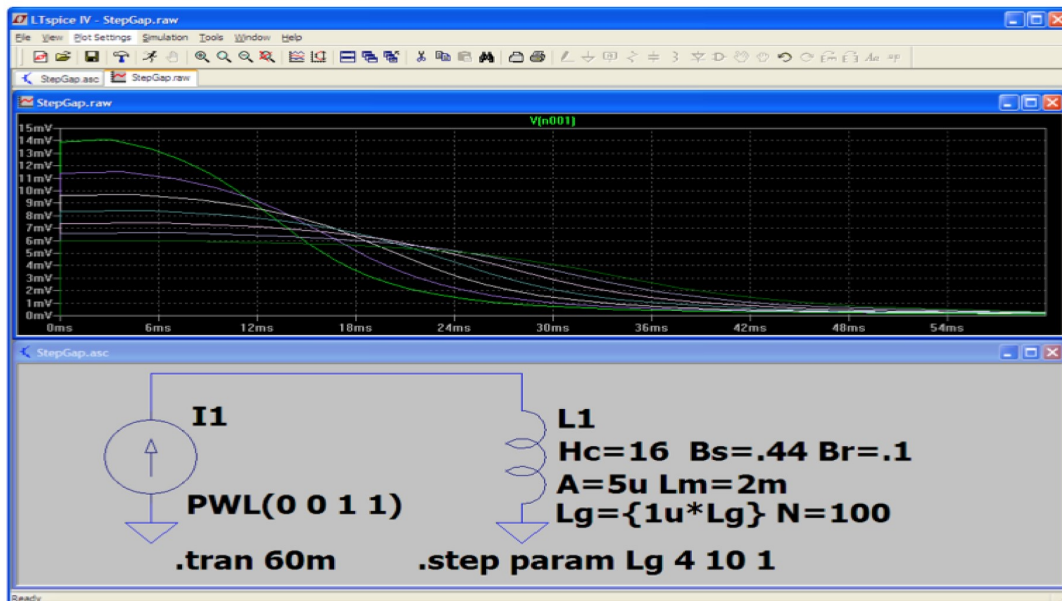 LTspice IV - StepGap.raw
File View Plot Settings Simulation Tools Window Help
StepGap.asc StepGap.raw
StepGap.raw
V(n001)
15mV
14mV
13mV
12mV
11mV
10mV
9mV
8mV
7mV
6mV
5mV
4mV
3mV
2mV
1mV
0mV
0ms 6ms 12ms 18ms 24ms 30ms 36ms 42ms 48ms 54ms
StepGap.asc
I1
PWL(0 0 1 1)
L1
Hc=16 Bs=.44 Br=.1
A=5u Lm=2m
Lg={1u*Lg} N=100
.tran 60m .step param Lg 4 10 1
Ready